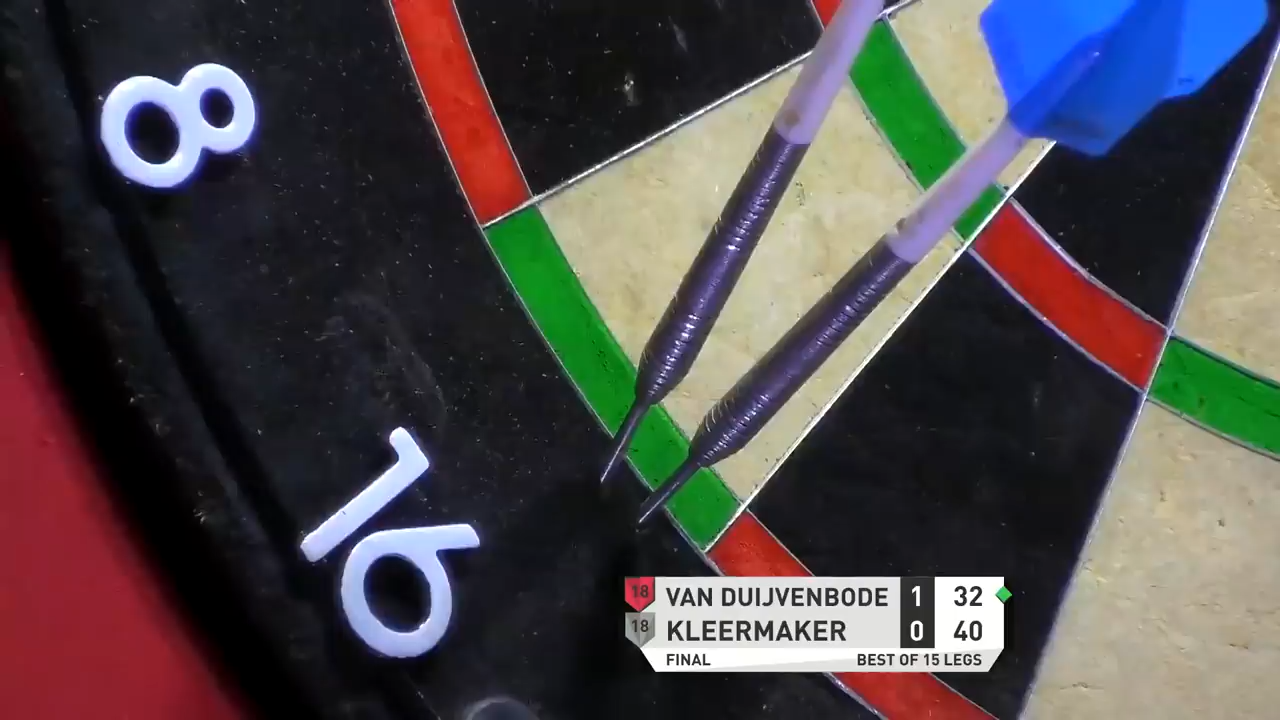 8
16
18 VAN DUIJVENBODE 1 32
18 KLEERMAKER 0 40
FINAL BEST OF 15 LEGS